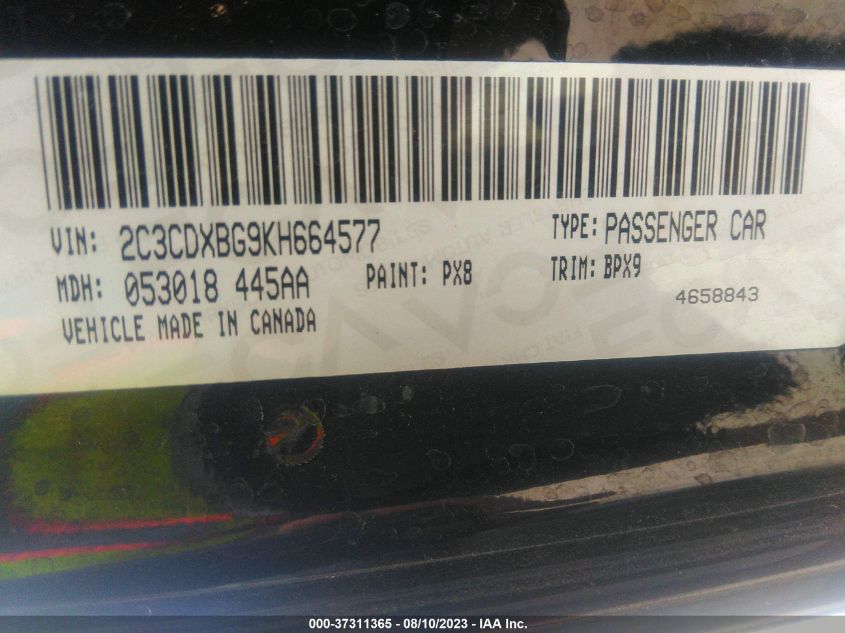 VIN: 2C3CDXBG9KH664577 TYPE: PASSENGER CAR
MDH: 053018 445AA PAINT: PX8 TRIM: BPX9
4658843
VEHICLE MADE IN CANADA
000-37311365 - 08/10/2023 - IAA Inc.